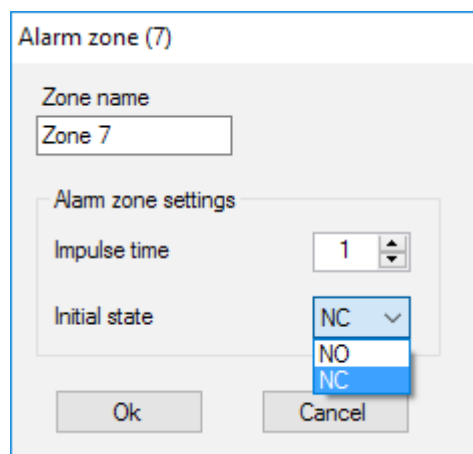 Alarm zone (7)
Zone name
Zone 7
Alarm zone settings
Impulse time 1
Initial state NC
NO
NC
Ok Cancel